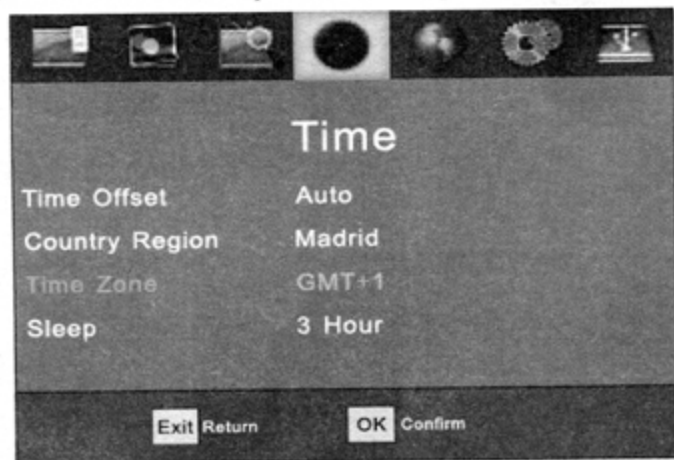 Time
Time Offset Auto
Country Region Madrid
Time Zone GMT+1
Sleep 3 Hour
Exit Return OK Confirm